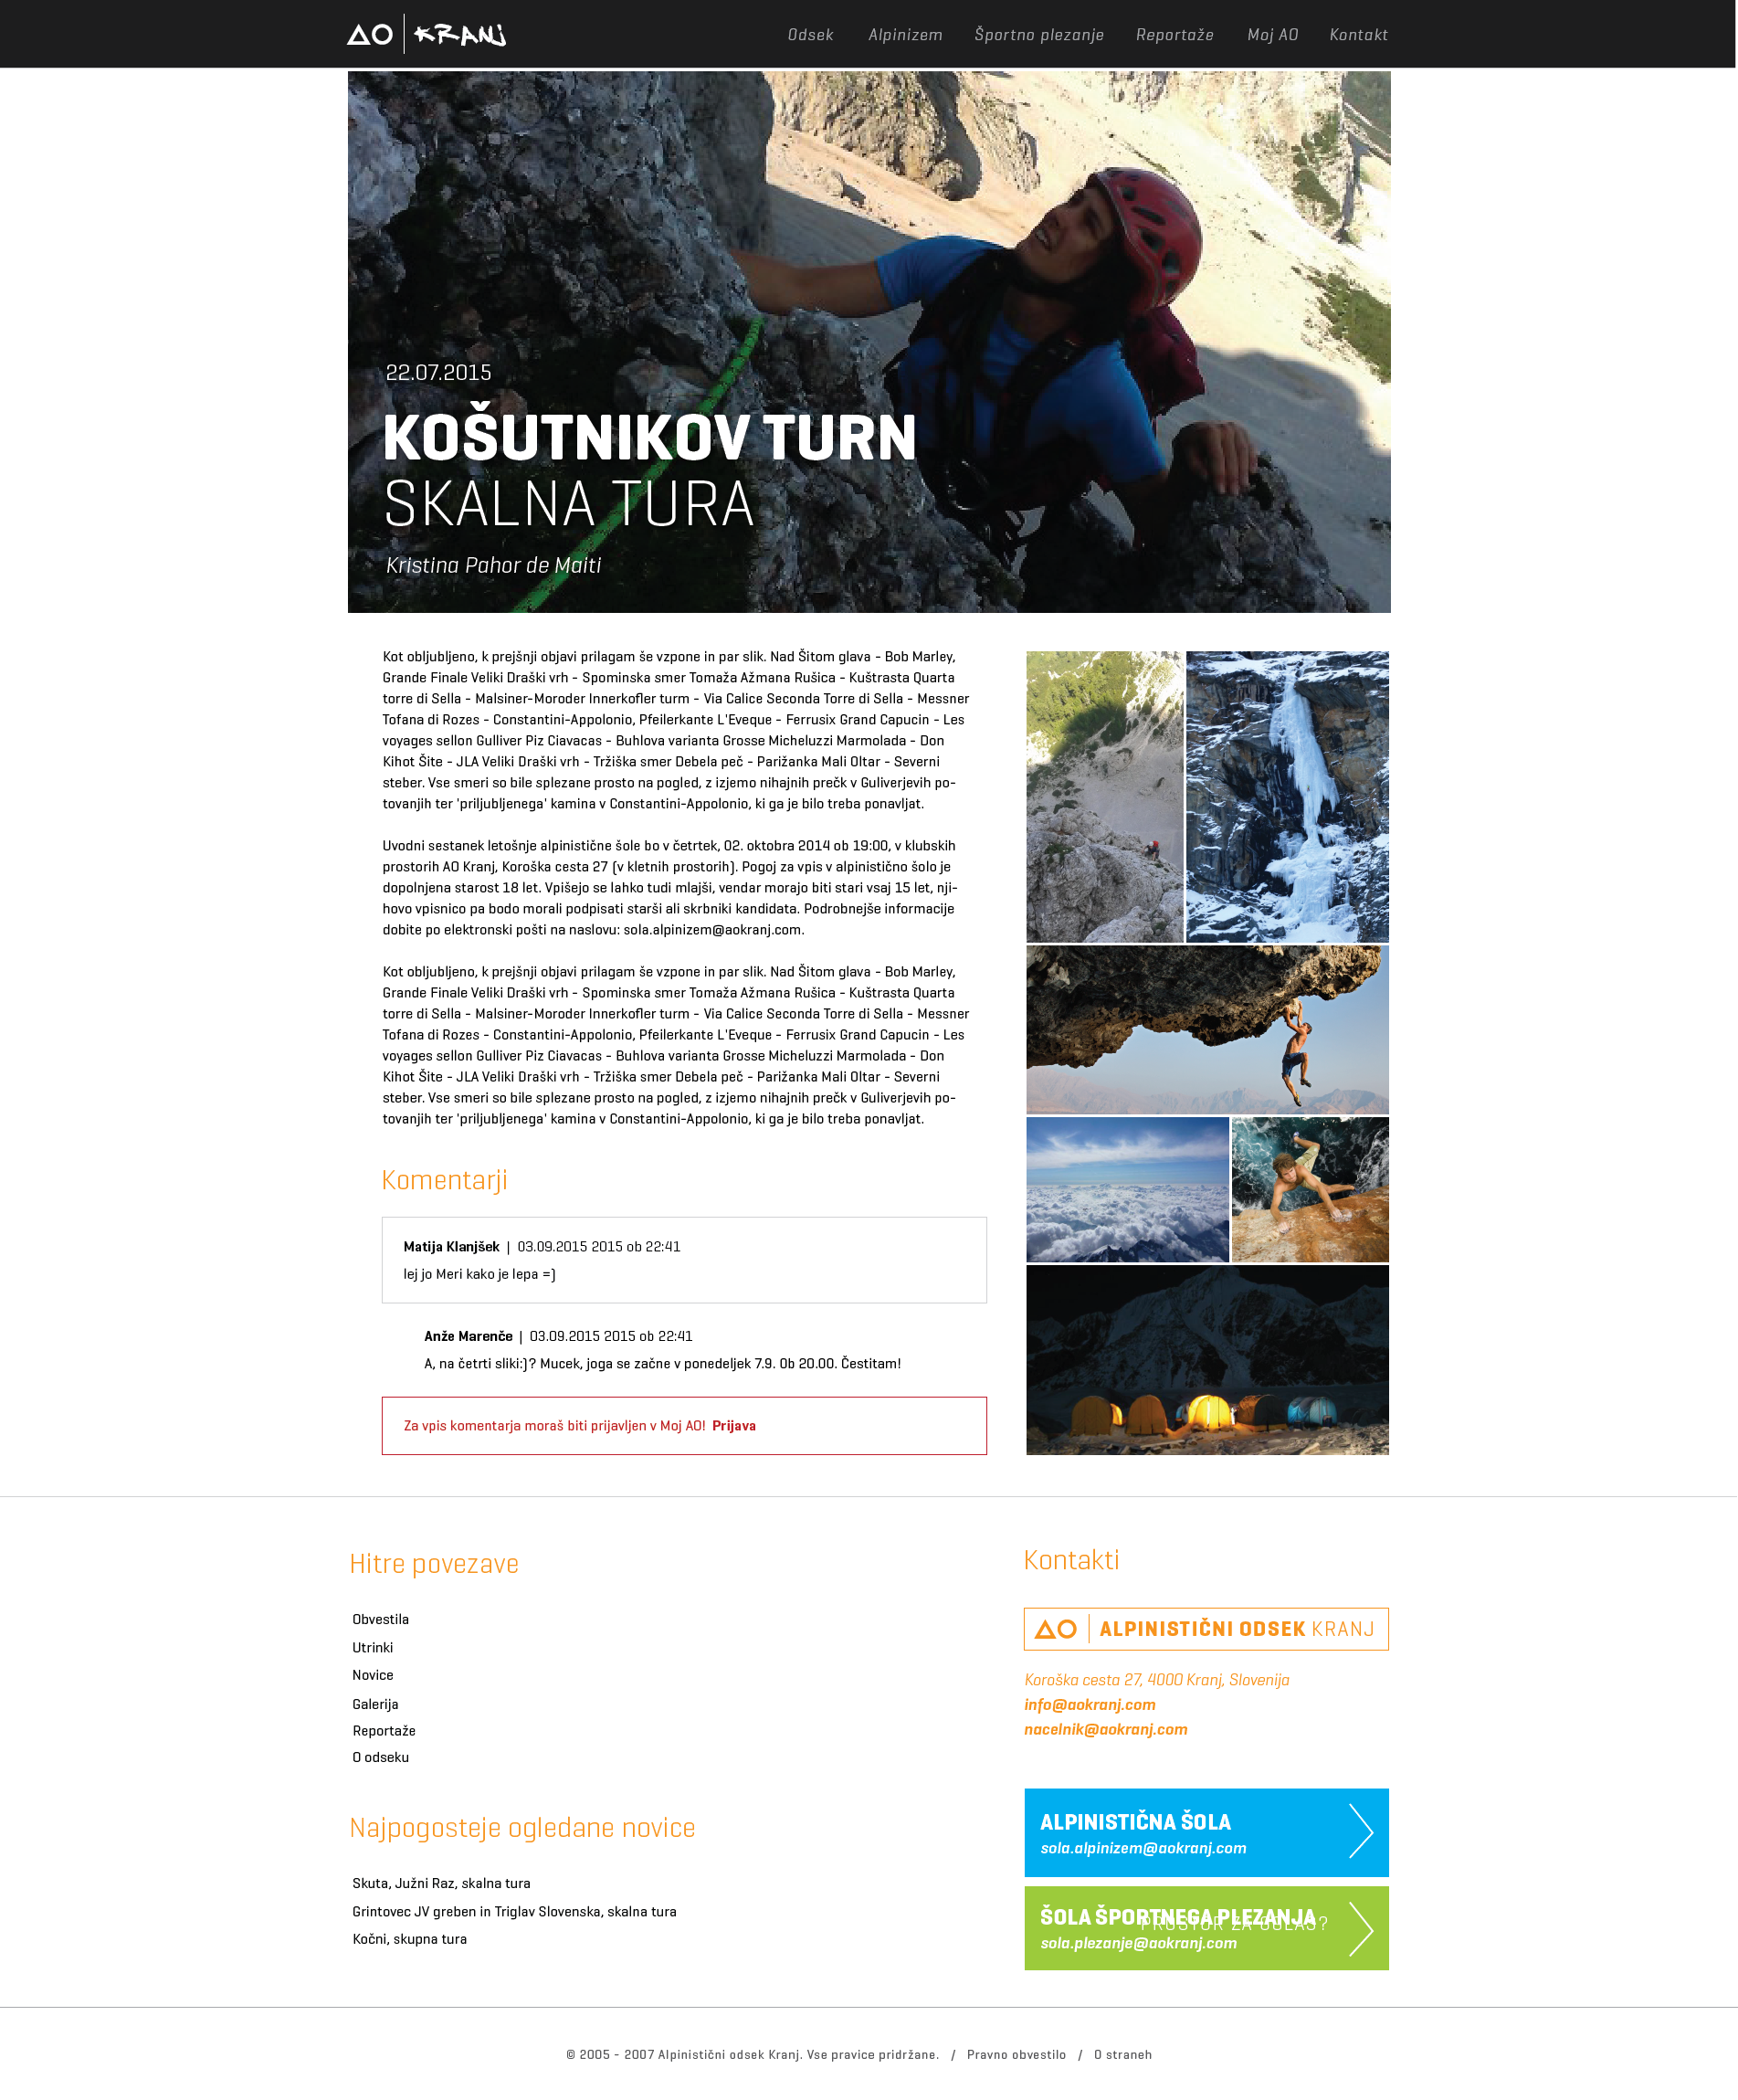 AO KRANJ
Odsek Alpinizem Športno plezanje Reportaže Moj AO Kontakt
22.07.2015
KOŠUTNIKOV TURN
SKALNA TURA
Kristina Pahor de Maiti
Kot obljubljeno, k prejšnji objavi prilagam še vzpone in par slik. Nad Šitom glava - Bob Marley,
Grande Finale Veliki Draški vrh - Spominska smer Tomaža Ažmana Rušica - Kuštrasta Quarta
torre di Sella - Malsiner-Moroder Innerkofler turm - Via Calice Seconda Torre di Sella - Messner
Tofana di Rozes - Constantini-Appolonio, Pfeilerkante L'Eveque - Ferrusix Grand Capucin - Les
voyages sellon Gulliver Piz Ciavacas - Buhlova varianta Grosse Micheluzzi Marmolada - Don
Kihot Šite - JLA Veliki Draški vrh - Tržiška smer Debela peč - Parižanka Mali Oltar - Severni
steber. Vse smeri so bile splezane prosto na pogled, z izjemo nihajnih prečk v Guliverjevih po-
tovanjih ter 'priljubljenega' kamina v Constantini-Appolonio, ki ga je bilo treba ponavljat.
Uvodni sestanek letošnje alpinistične šole bo v četrtek, 02. oktobra 2014 ob 19:00, v klubskih
prostorih AO Kranj, Koroška cesta 27 (v kletnih prostorih). Pogoj za vpis v alpinistično šolo je
dopolnjena starost 18 let. Vpišejo se lahko tudi mlajši, vendar morajo biti stari vsaj 15 let, nji-
hovo vpisnico pa bodo morali podpisati starši ali skrbniki kandidata. Podrobnejše informacije
dobite po elektronski pošti na naslovu: sola.alpinizem@aokranj.com.
Kot obljubljeno, k prejšnji objavi prilagam še vzpone in par slik. Nad Šitom glava - Bob Marley,
Grande Finale Veliki Draški vrh - Spominska smer Tomaža Ažmana Rušica - Kuštrasta Quarta
torre di Sella - Malsiner-Moroder Innerkofler turm - Via Calice Seconda Torre di Sella - Messner
Tofana di Rozes - Constantini-Appolonio, Pfeilerkante L'Eveque - Ferrusix Grand Capucin - Les
voyages sellon Gulliver Piz Ciavacas - Buhlova varianta Grosse Micheluzzi Marmolada - Don
Kihot Šite - JLA Veliki Draški vrh - Tržiška smer Debela peč - Parižanka Mali Oltar - Severni
steber. Vse smeri so bile splezane prosto na pogled, z izjemo nihajnih prečk v Guliverjevih po-
tovanjih ter 'priljubljenega' kamina v Constantini-Appolonio, ki ga je bilo treba ponavljat.
Komentarji
Matija Klanjšek | 03.09.2015 2015 ob 22:41
lej jo Meri kako je lepa =)
Anže Marenče | 03.09.2015 2015 ob 22:41
A, na četrti sliki:)? Mucek, joga se začne v ponedeljek 7.9. Ob 20.00. Čestitam!
Za vpis komentarja moraš biti prijavljen v Moj AO! Prijava
Hitre povezave
Obvestila
Utrinki
Novice
Galerija
Reportaže
O odseku
Najpogosteje ogledane novice
Skuta, Južni Raz, skalna tura
Grintovec JV greben in Triglav Slovenska, skalna tura
Kočni, skupna tura
Kontakti
AO ALPINISTIČNI ODSEK KRANJ
Koroška cesta 27, 4000 Kranj, Slovenija
info@aokranj.com
nacelnik@aokranj.com
ALPINISTIČNA ŠOLA
sola.alpinizem@aokranj.com
ŠOLA ŠPORTNEGA PLEZANJA
PROSTOR ZA OGLAS?
sola.plezanje@aokranj.com
© 2005 - 2007 Alpinistični odsek Kranj. Vse pravice pridržane. / Pravno obvestilo / O straneh